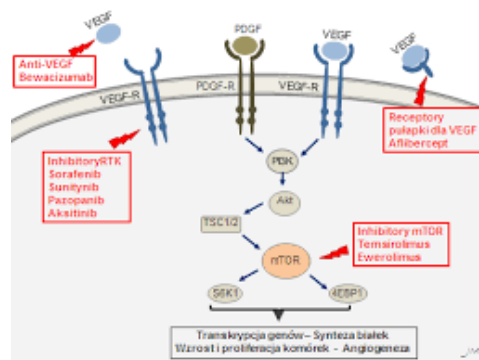 VEGF
PDGF
VEGF
VEGF
Anti-VEGF
Bewacizumab
VEGF-R
PDGF-R
VEGF-R
Receptory
pułapki dla VEGF
Aflibercept
Inhibitory RTK
Sorafenib
Sunitynib
Pazopanib
Aksitinib
PI3K
Akt
TSC1/2
Inhibitory mTOR
Temsirolimus
Ewerolimus
mTOR
S6K1
4EBP1
Transkrypcja genów – Synteza białek
Wzrost i proliferacja komórek - Angiogeneza